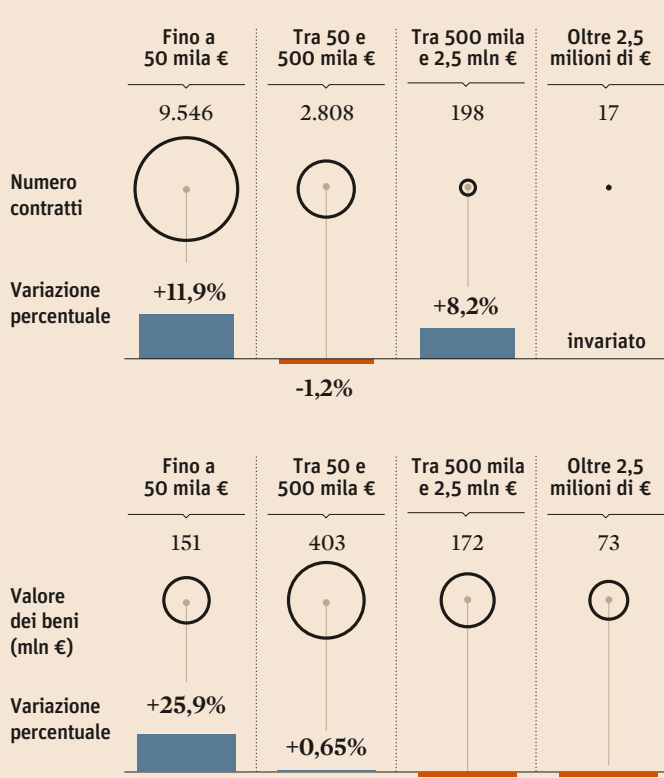 Fino a
50 mila €
Tra 50 e
500 mila €
Tra 500 mila
e 2,5 mln €
Oltre 2,5
milioni di €
9.546
2.808
198
17
Numero
contratti
Variazione
percentuale
+11,9%
-1,2%
+8,2%
invariato
Fino a
50 mila €
Tra 50 e
500 mila €
Tra 500 mila
e 2,5 mln €
Oltre 2,5
milioni di €
151
403
172
73
Valore
dei beni
(mln €)
Variazione
percentuale
+25,9%
+0,65%